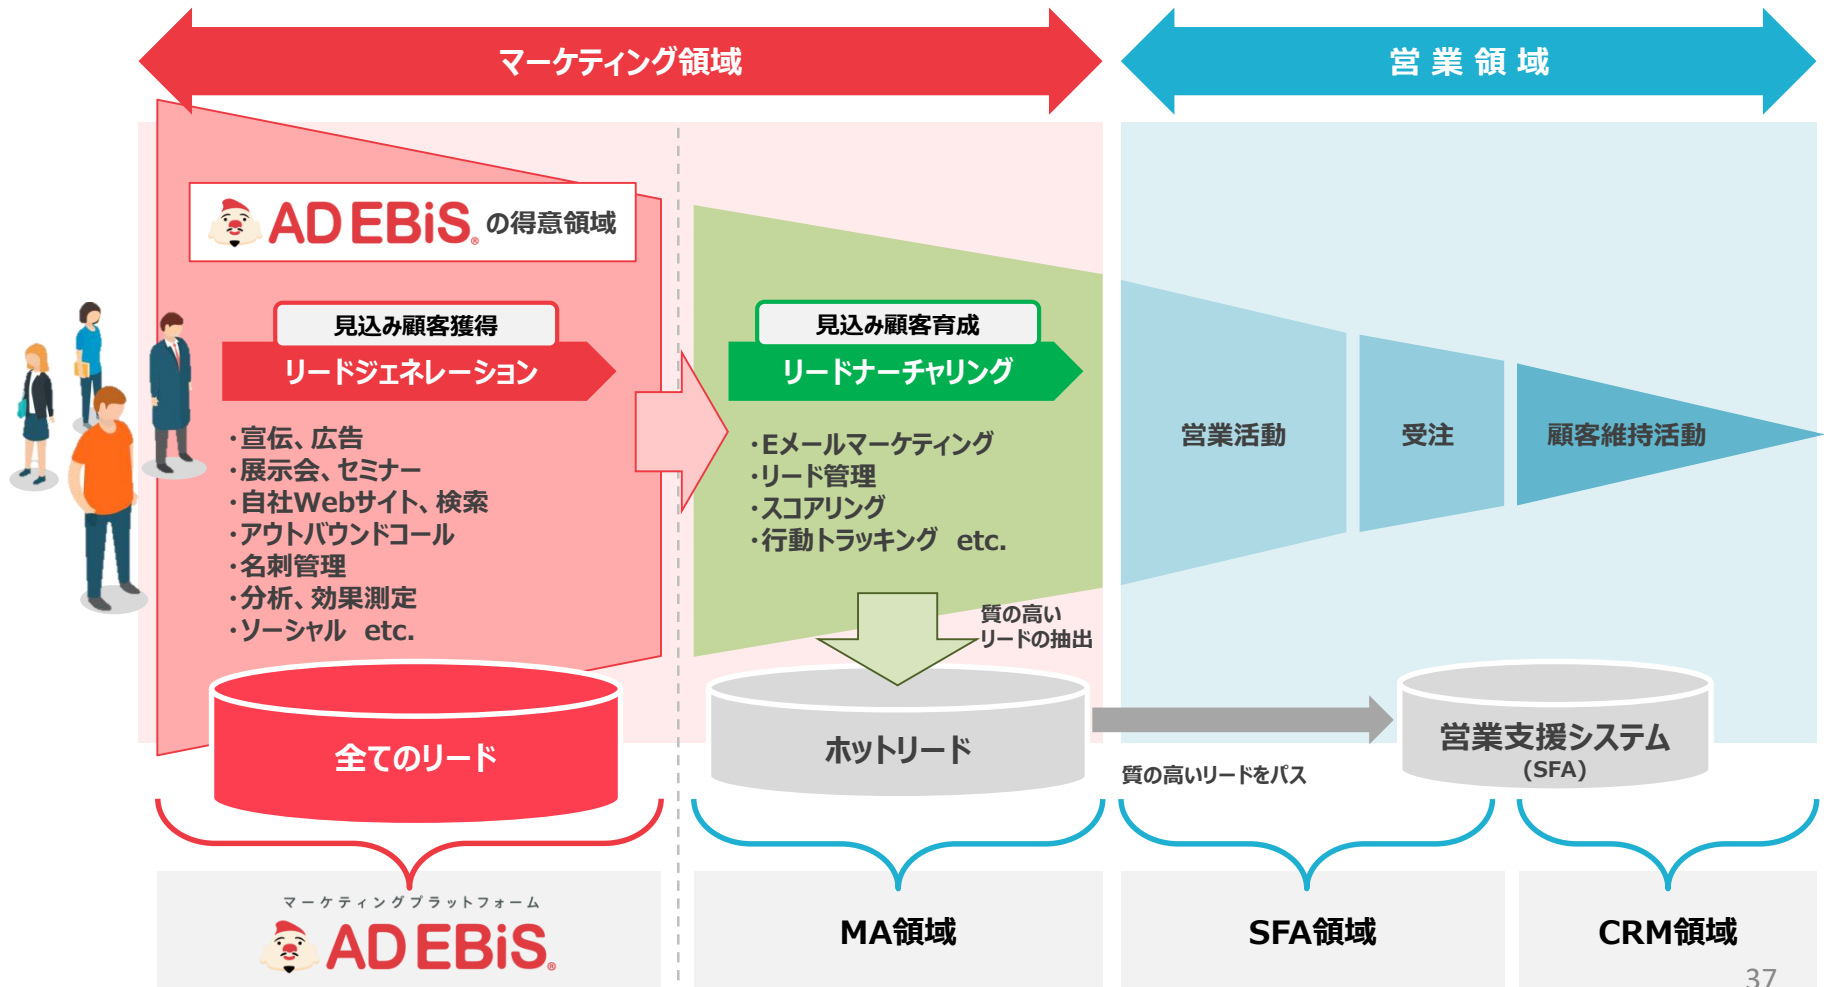 マーケティング領域
営業領域
AD EBiS® の得意領域
見込み顧客獲得
リードジェネレーション
・宣伝、広告
・展示会、セミナー
・自社Webサイト、検索
・アウトバウンドコール
・名刺管理
・分析、効果測定
・ソーシャル etc.
見込み顧客育成
リードナーチャリング
・Eメールマーケティング
・リード管理
・スコアリング
・行動トラッキング etc.
質の高い
リードの抽出
営業活動
受注
顧客維持活動
全てのリード
ホットリード
質の高いリードをパス
営業支援システム
(SFA)
マーケティングプラットフォーム
AD EBiS®
MA領域
SFA領域
CRM領域
37